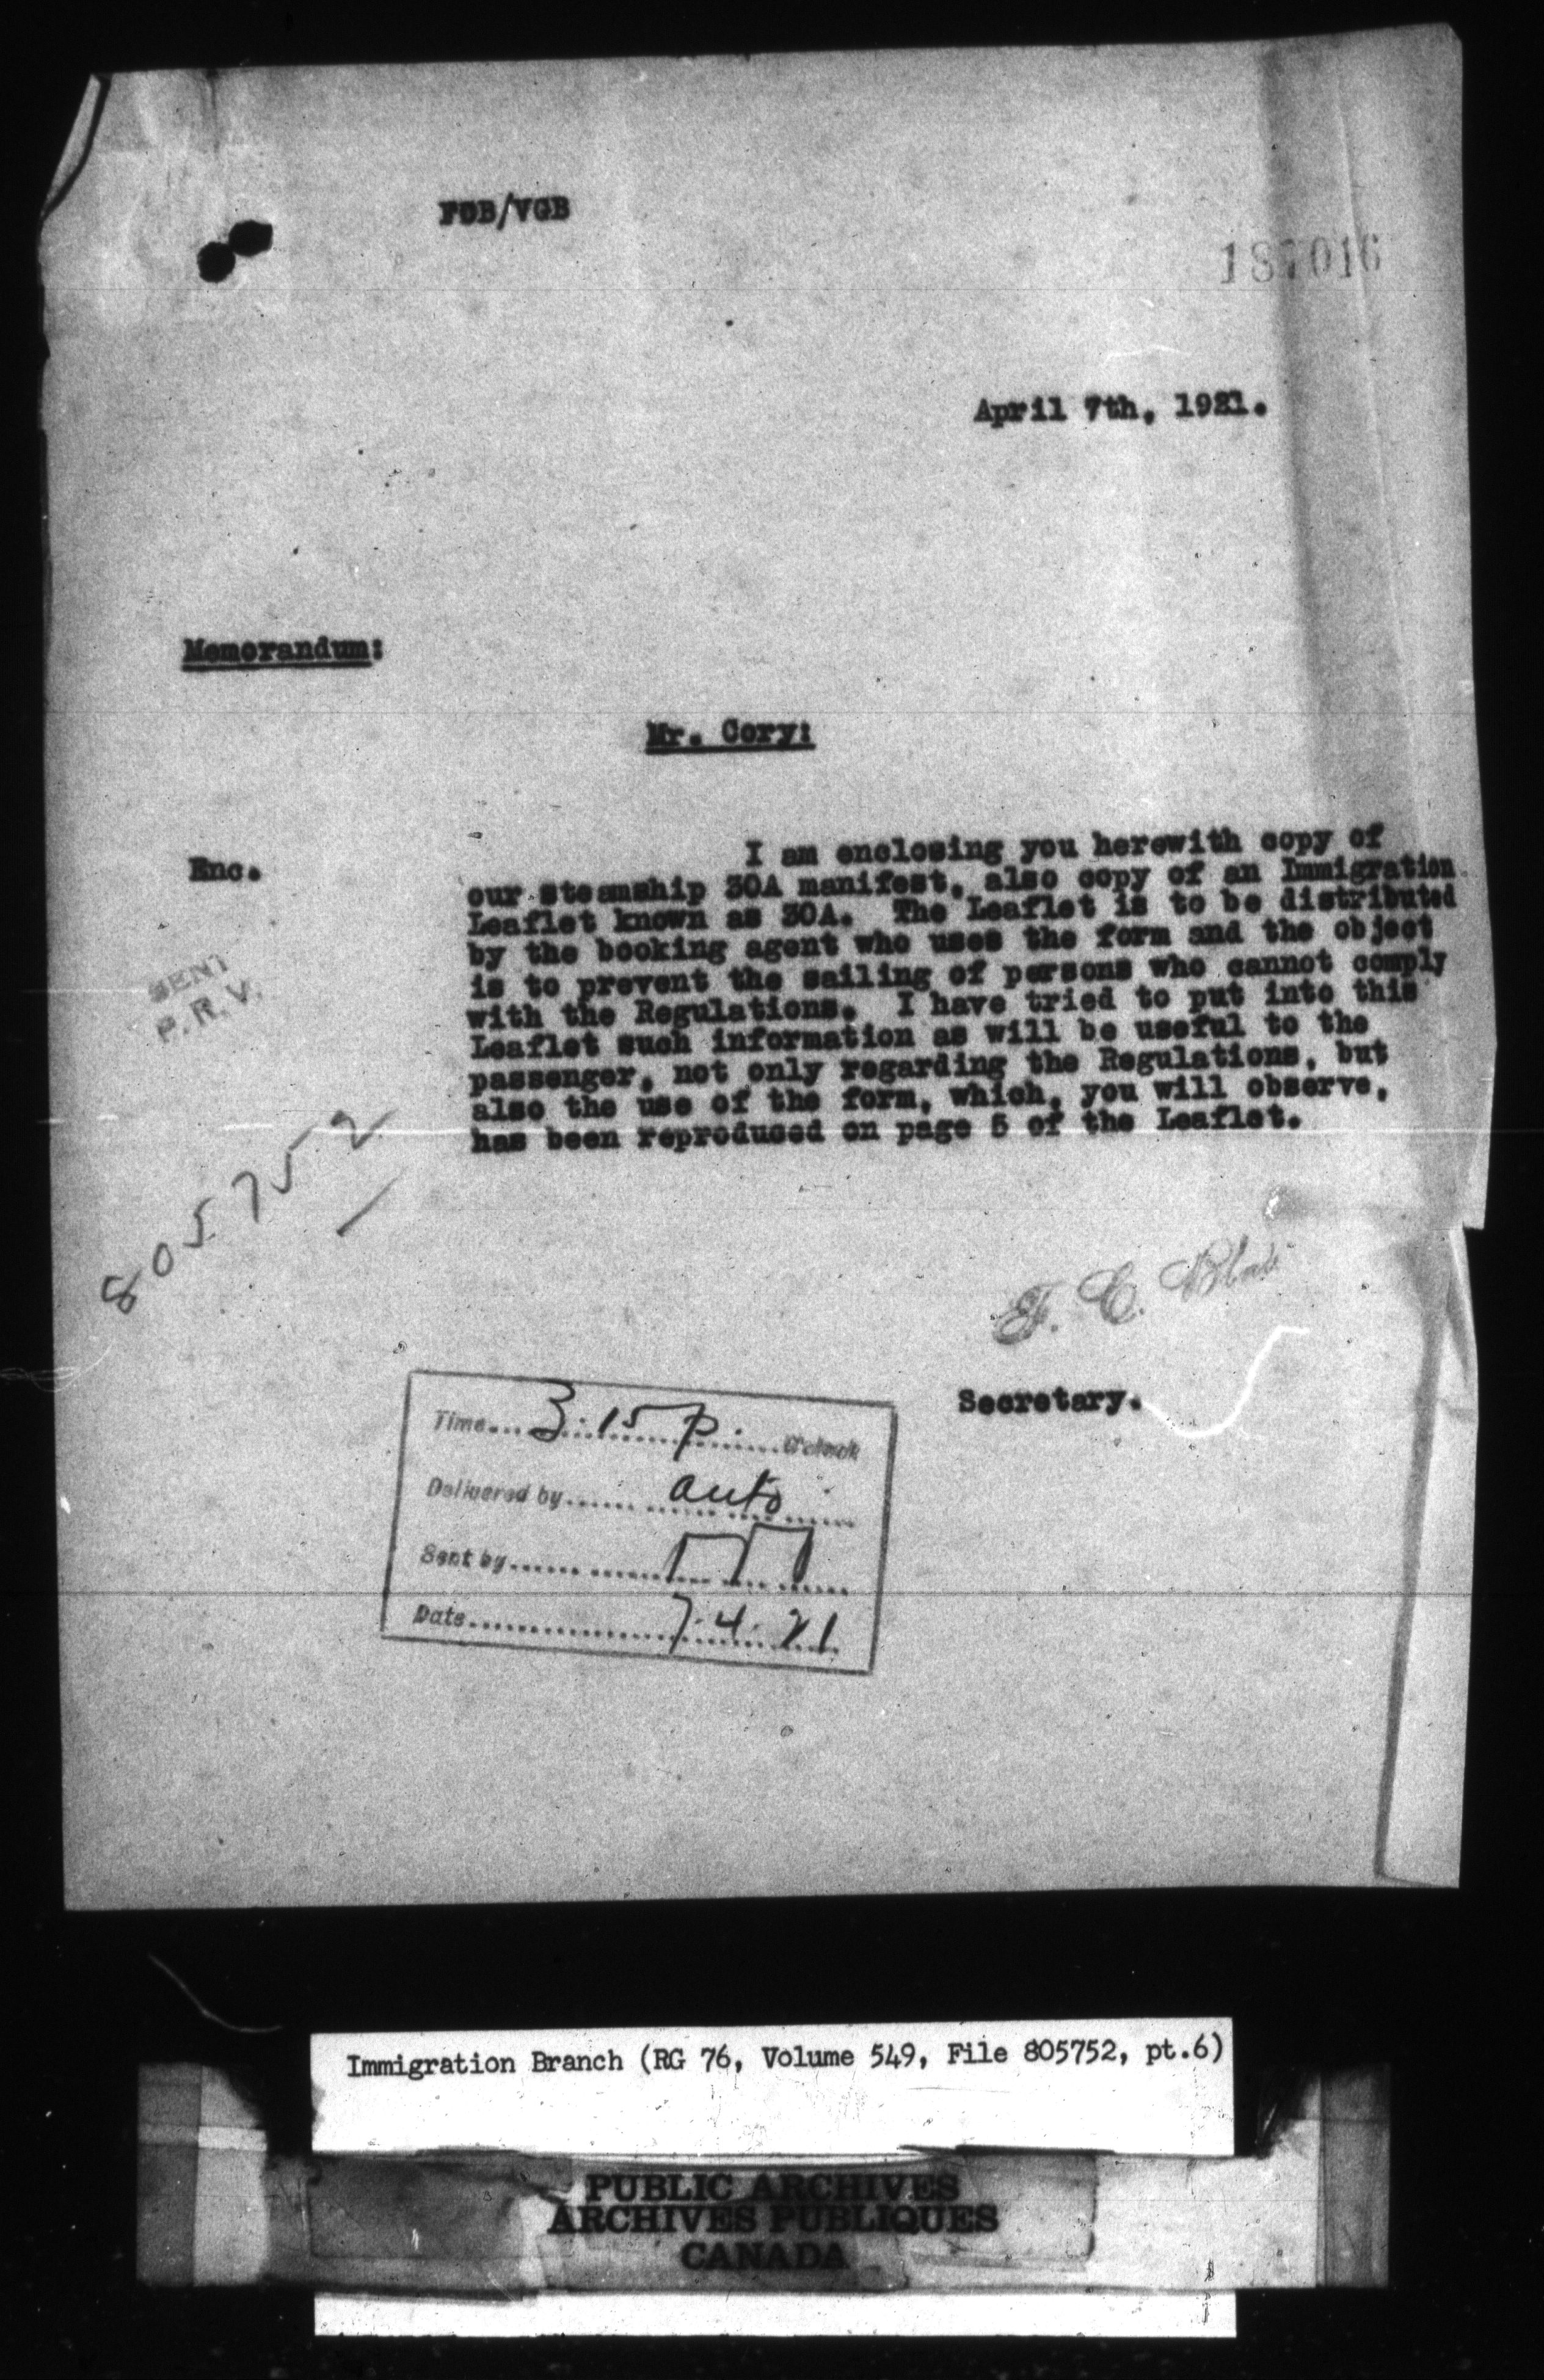 FCB/VGB
187016
April 7th, 1921.
Memorandum:
Mr. Cory:
Enc.
I am enclosing you herewith copy of
our steamship 30A manifest, also copy of an Immigration
Leaflet known as 30A. The Leaflet is to be distributed
by the booking agent who uses the form and the object
is to prevent the sailing of persons who cannot comply
with the Regulations. I have tried to put into this
Leaflet such information as will be useful to the
passenger, not only regarding the Regulations, but
also the use of the form, which, you will observe,
has been reproduced on page 5 of the Leaflet.
SENT
P. R. V.
805752
F. C. Blair
Secretary.
Time 3.15 p. O'clock
Delivered by auto
Sent by
Date 7.4.21
Immigration Branch (RG 76, Volume 549, File 805752, pt.6)
PUBLIC ARCHIVES
ARCHIVES PUBLIQUES
CANADA